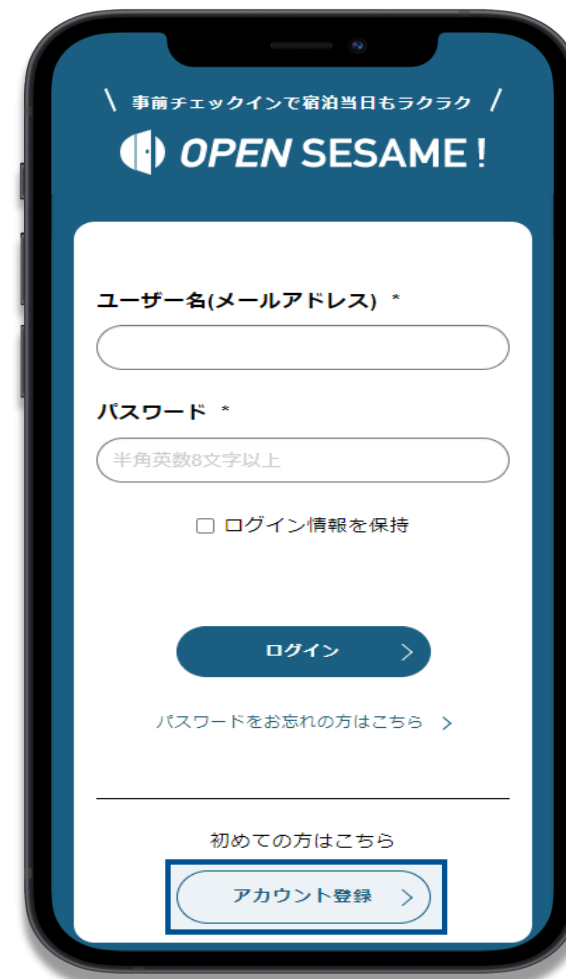 \ 事前チェックインで宿泊当日もラクラク /
OPEN SESAME!
ユーザー名(メールアドレス) *
パスワード *
半角英数8文字以上
ログイン情報を保持
ログイン >
パスワードをお忘れの方はこちら >
初めての方はこちら
アカウント登録 >